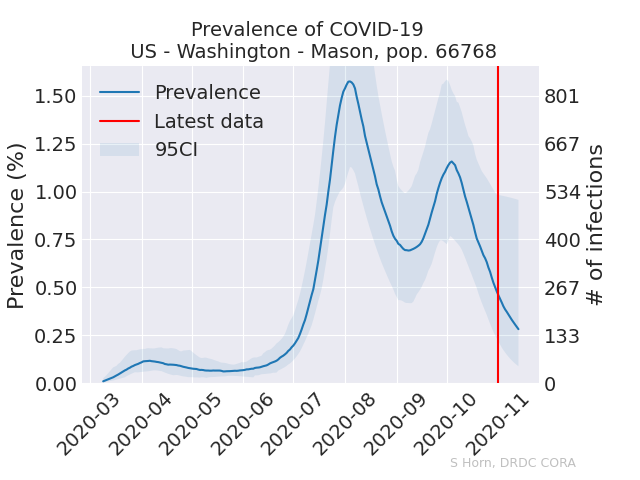 Prevalence of COVID-19
US - Washington - Mason, pop. 66768
Prevalence
Latest data
95CI
Prevalence (%)
1.50
1.25
1.00
0.75
0.50
0.25
0.00
801
667
534
400
267
133
0
# of infections
2020-03
2020-04
2020-05
2020-06
2020-07
2020-08
2020-09
2020-10
2020-11
S Horn, DRDC CORA